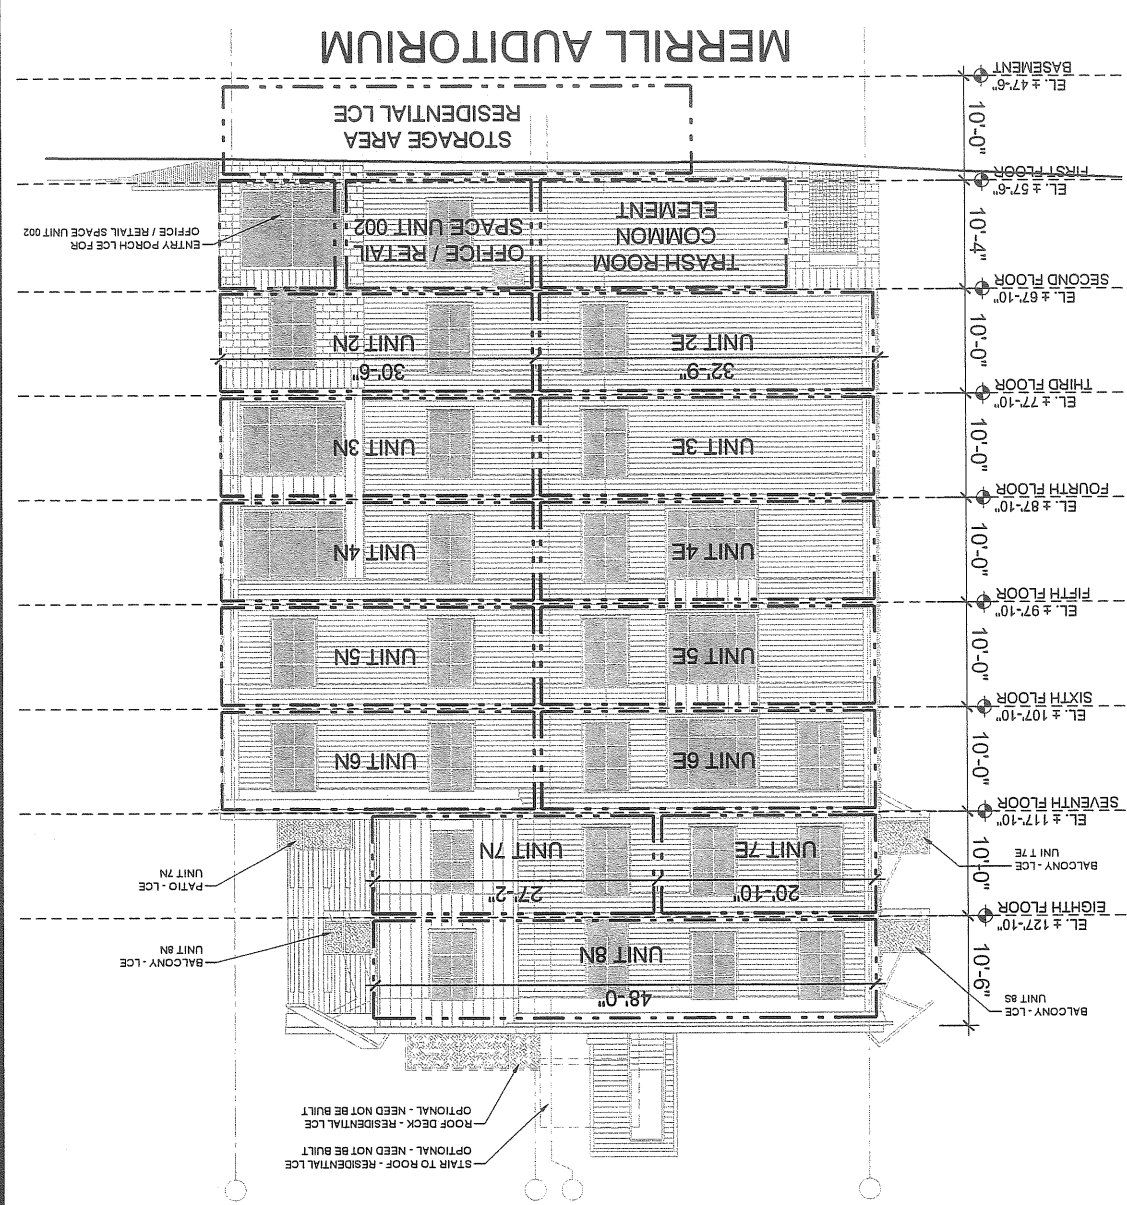 STAIR TO ROOF - RESIDENTIAL LCE
OPTIONAL - NEED NOT BE BUILT
ROOF DECK - RESIDENTIAL LCE
OPTIONAL - NEED NOT BE BUILT
BALCONY - LCE
UNIT 8S
10'-6"
48'-0"
UNIT 8N
BALCONY - LCE
UNIT 8N
EL. ± 127'-10"
EIGHTH FLOOR
10'-0"
20'-10"
27'-2"
UNIT 7E
UNIT 7N
PATIO - LCE
UNIT 7N
BALCONY - LCE
UNIT 7E
EL. ± 117'-10"
SEVENTH FLOOR
10'-0"
UNIT 6E
UNIT 6N
EL. ± 107'-10"
SIXTH FLOOR
10'-0"
UNIT 5E
UNIT 5N
EL. ± 97'-10"
FIFTH FLOOR
10'-0"
UNIT 4E
UNIT 4N
EL. ± 87'-10"
FOURTH FLOOR
10'-0"
UNIT 3E
UNIT 3N
EL. ± 77'-10"
THIRD FLOOR
10'-0"
32'-9"
30'-6"
UNIT 2E
UNIT 2N
EL. ± 67'-10"
SECOND FLOOR
10'-4"
TRASH ROOM
COMMON
ELEMENT
OFFICE / RETAIL
SPACE UNIT 002
ENTRY PORCH LCE FOR
OFFICE / RETAIL SPACE UNIT 002
EL. ± 57'-6"
FIRST FLOOR
10'-0"
STORAGE AREA
RESIDENTIAL LCE
EL ± 47'-6"
BASEMENT
MERRILL AUDITORIUM